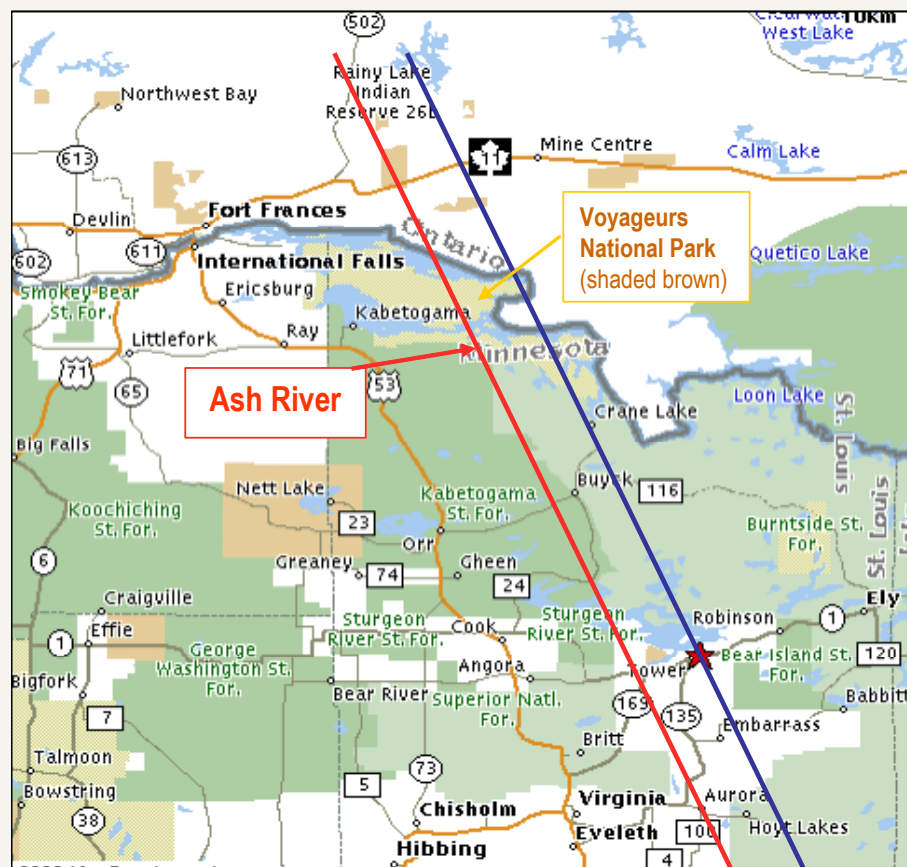 502
Clearwater
West Lake
10km
Rainy Lake
Indian
Reserve 26b
Northwest Bay
11
Mine Centre
Calm Lake
613
Fort Frances
Devlin
611
602
Ontario
Voyageurs
National Park
(shaded brown)
Quetico Lake
International Falls
Smokey Bear
St. For.
Ericsburg
Kabetogama
Ray
Littlefork
Minnesota
71
65
53
Ash River
Loon Lake
Crane Lake
St. Louis
Big Falls
Nett Lake
Buyck
116
Koochiching
St. For.
23
Kabetogama
St. For.
Burntside St.
For.
St. Louis
Orr
6
Greaney
74
Gheen
24
Craigville
Ely
Sturgeon
River St. For.
Sturgeon
River St. For.
Robinson
1
1
Effie
Cook
George
Washington St.
For.
Angora
Tower
Bear Island St.
For.
120
Bigfork
Bear River
Superior Natl.
For.
169
135
Babbitt
7
Embarrass
Britt
Talmoon
73
5
Bowstring
Virginia
Aurora
Chisholm
38
Hoyt Lakes
Eveleth
100
Hibbing
4